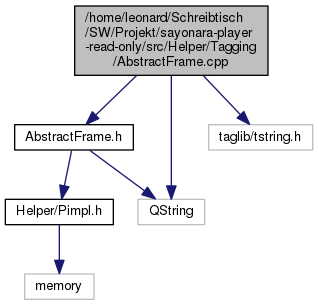 /home/leonard/Schreibtisch
/SW/Projekt/sayonara-player
-read-only/src/Helper/Tagging
/AbstractFrame.cpp
AbstractFrame.h
taglib/tstring.h
Helper/Pimpl.h
QString
memory